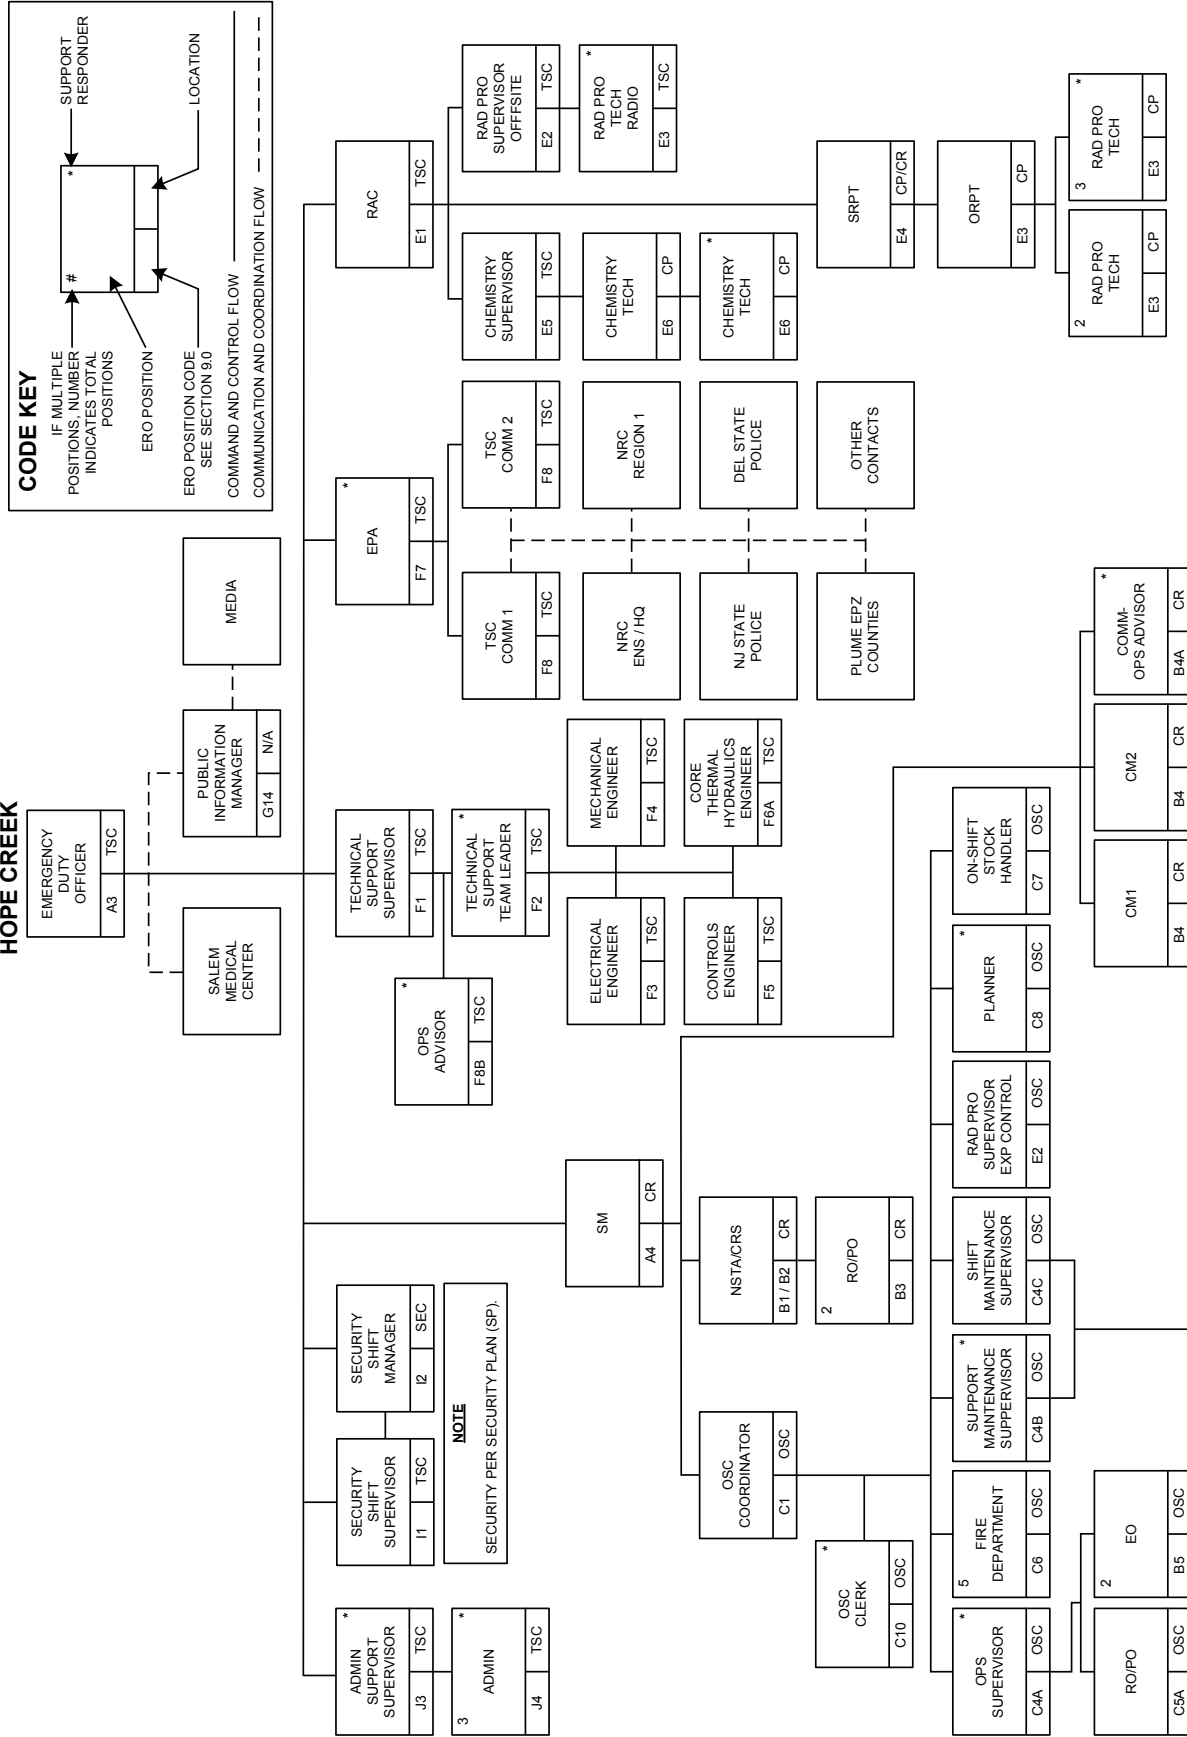 HOPE CREEK
CODE KEY
IF MULTIPLE
POSITIONS, NUMBER
INDICATES TOTAL
POSITIONS
#
*
SUPPORT
RESPONDER
ERO POSITION
ERO POSITION CODE
SEE SECTION 9.0
LOCATION
COMMAND AND CONTROL FLOW
COMMUNICATION AND COORDINATION FLOW
EMERGENCY
DUTY
OFFICER
A3 TSC
SALEM
MEDICAL
CENTER
PUBLIC
INFORMATION
MANAGER
G14 N/A
MEDIA
ADMIN
SUPPORT
SUPERVISOR
*
J3 TSC
3
ADMIN
*
J4 TSC
SECURITY
SHIFT
SUPERVISOR
I1 TSC
SECURITY
SHIFT
MANAGER
I2 SEC
NOTE
SECURITY PER SECURITY PLAN (SP).
TECHNICAL
SUPPORT
SUPERVISOR
F1 TSC
OPS
ADVISOR
*
F8B TSC
TECHNICAL
SUPPORT
TEAM LEADER
*
F2 TSC
ELECTRICAL
ENGINEER
F3 TSC
MECHANICAL
ENGINEER
F4 TSC
CONTROLS
ENGINEER
F5 TSC
CORE
THERMAL
HYDRAULICS
ENGINEER
F6A TSC
EPA
*
F7 TSC
TSC
COMM 1
F8 TSC
TSC
COMM 2
F8 TSC
NRC
ENS / HQ
NRC
REGION 1
NJ STATE
POLICE
DEL STATE
POLICE
PLUME EPZ
COUNTIES
OTHER
CONTACTS
RAC
E1 TSC
CHEMISTRY
SUPERVISOR
E5 TSC
CHEMISTRY
TECH
E6 CP
CHEMISTRY
TECH
*
E6 CP
RAD PRO
SUPERVISOR
OFFFSITE
E2 TSC
RAD PRO
TECH
RADIO
*
E3 TSC
SRPT
E4 CP/CR
ORPT
E3 CP
2
RAD PRO
TECH
E3 CP
3
RAD PRO
TECH
*
E3 CP
SM
A4 CR
OSC
COORDINATOR
C1 OSC
NSTA/CRS
B1 / B2 CR
2
RO/PO
B3 CR
OSC
CLERK
*
C10 OSC
OPS
SUPERVISOR
*
C4A OSC
5
FIRE
DEPARTMENT
C6 OSC
SUPPORT
MAINTENANCE
SUPPERVISOR
*
C4B OSC
SHIFT
MAINTENANCE
SUPERVISOR
C4C OSC
RAD PRO
SUPERVISOR
EXP CONTROL
E2 OSC
PLANNER
*
C8 OSC
ON-SHIFT
STOCK
HANDLER
C7 OSC
RO/PO
C5A OSC
2
EO
B5 OSC
CM1
B4 CR
CM2
B4 CR
COMM-
OPS ADVISOR
*
B4A CR